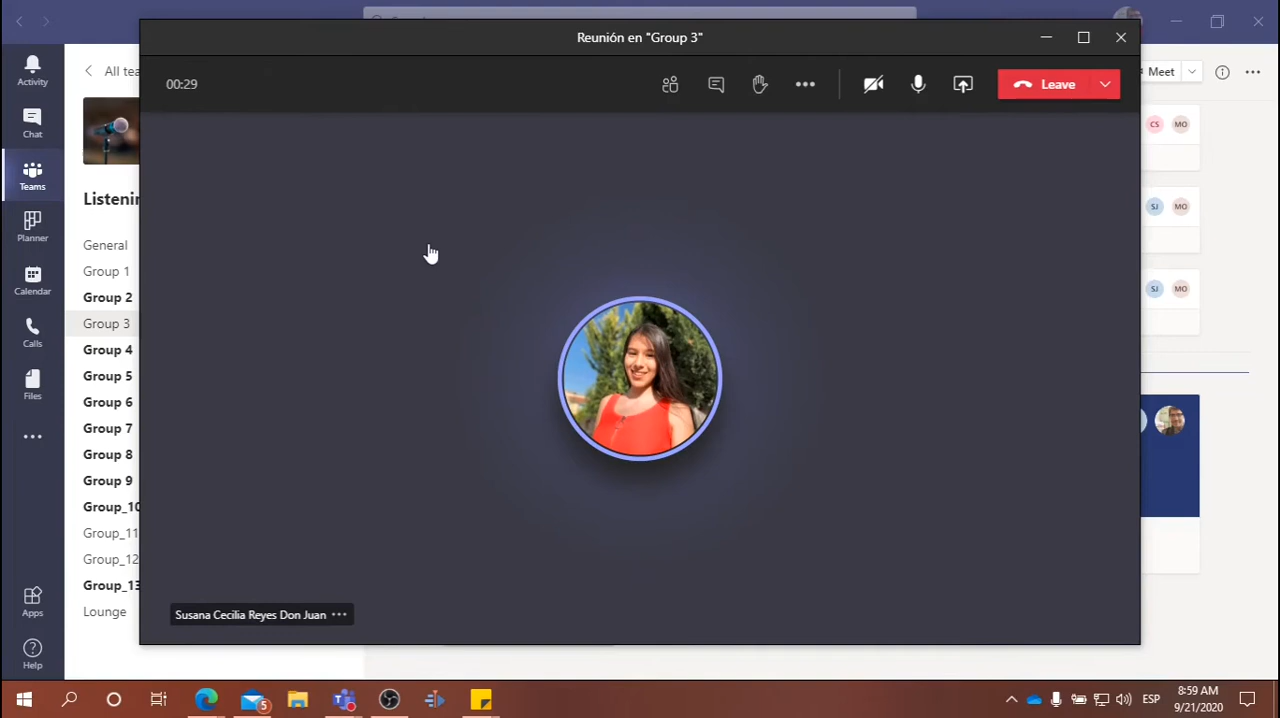 Reunión en "Group 3"
00:29
Leave
Activity
Chat
Teams
Planner
Calendar
Calls
Files
Apps
Help
All tea
Listenin
General
Group 1
Group 2
Group 3
Group 4
Group 5
Group 6
Group 7
Group 8
Group 9
Group_10
Group_11
Group_12
Group_13
Lounge
Meet
CS MO
SJ MO
SJ MO
Susana Cecilia Reyes Don Juan
5
ESP
8:59 AM
9/21/2020